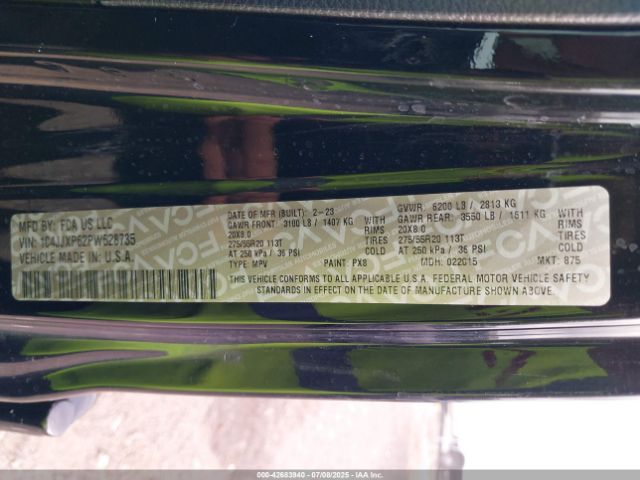 MFD BY: FCA US LLC
VIN: 1C4JJXP62PW528735
VEHICLE MADE IN U.S.A.
DATE OF MFR (BUILT): 2-23
GAWR FRONT: 3100 LB / 1407 KG WITH
20X8.0 RIMS
275/55R20 113T TIRES
AT 250 kPa / 36 PSI COLD
TYPE: MPV PAINT: PX8
GVWR: 6200 LB / 2813 KG
GAWR REAR: 3550 LB / 1611 KG WITH
20X8.0 RIMS
275/55R20 113T TIRES
AT 250 kPa / 36 PSI COLD
MDH: 022015 MKT: 875
THIS VEHICLE CONFORMS TO ALL APPLICABLE U.S.A. FEDERAL MOTOR VEHICLE SAFETY
STANDARDS IN EFFECT ON THE DATE OF MANUFACTURE SHOWN ABOVE.
000-42683940 - 07/08/2025 - IAAI.COM